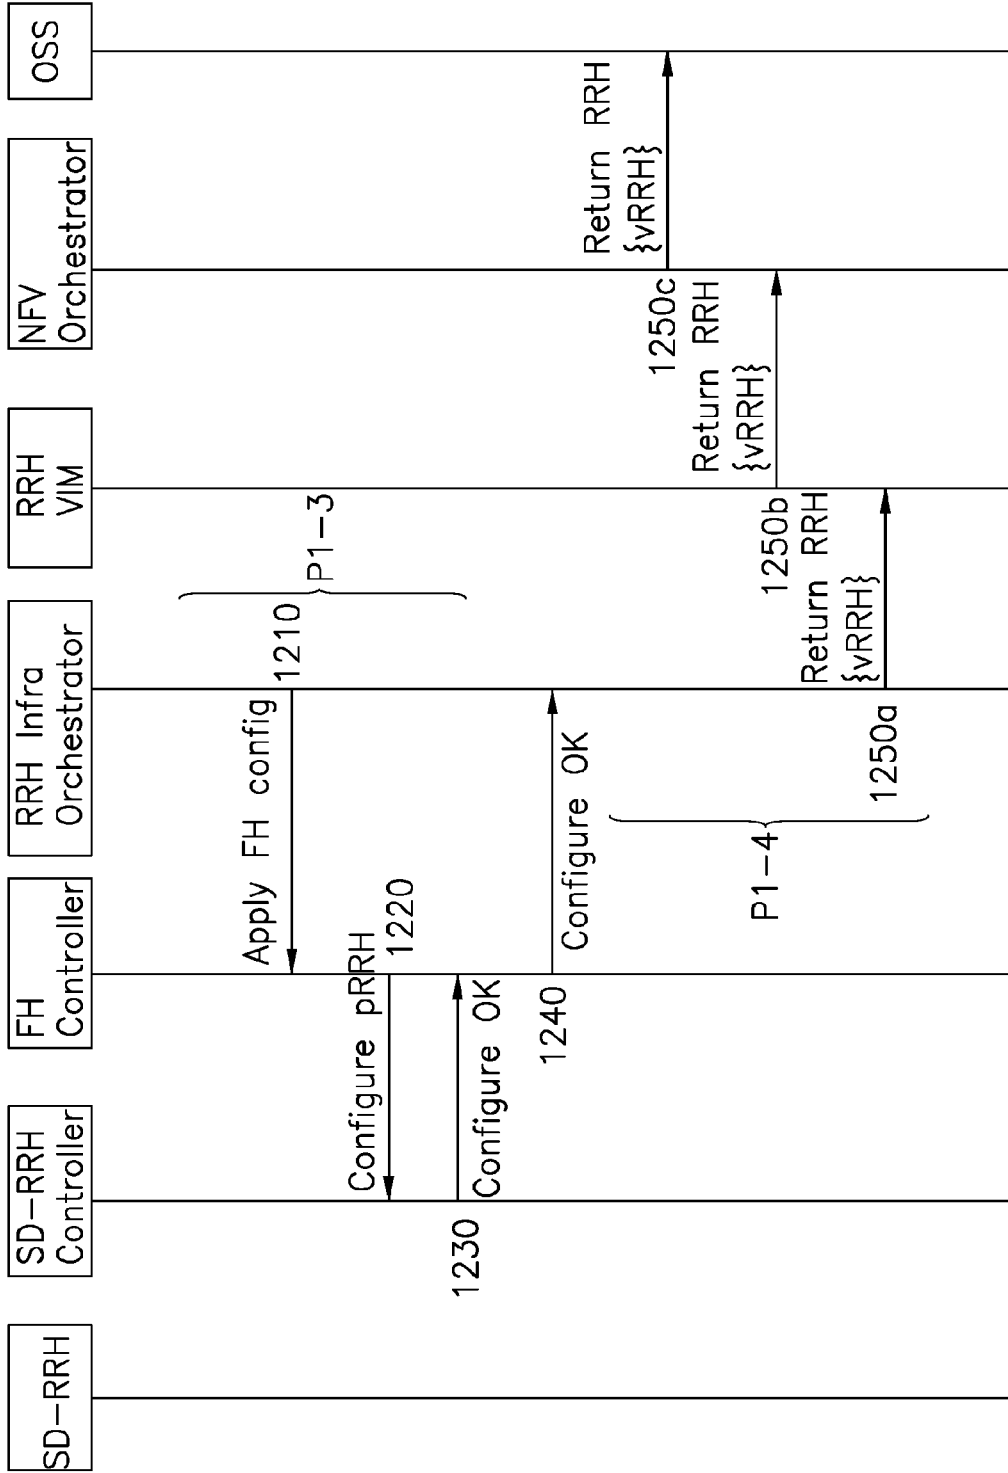 SD-RRH
SD-RRH
Controller
FH
Controller
RRH Infra
Orchestrator
RRH
VIM
NFV
Orchestrator
OSS
Apply FH config
1210
P1-3
Configure pRRH
1220
1230
Configure OK
1240
Configure OK
P1-4
Return RRH
{vRRH}
1250c
Return RRH
{vRRH}
1250b
Return RRH
{vRRH}
1250a